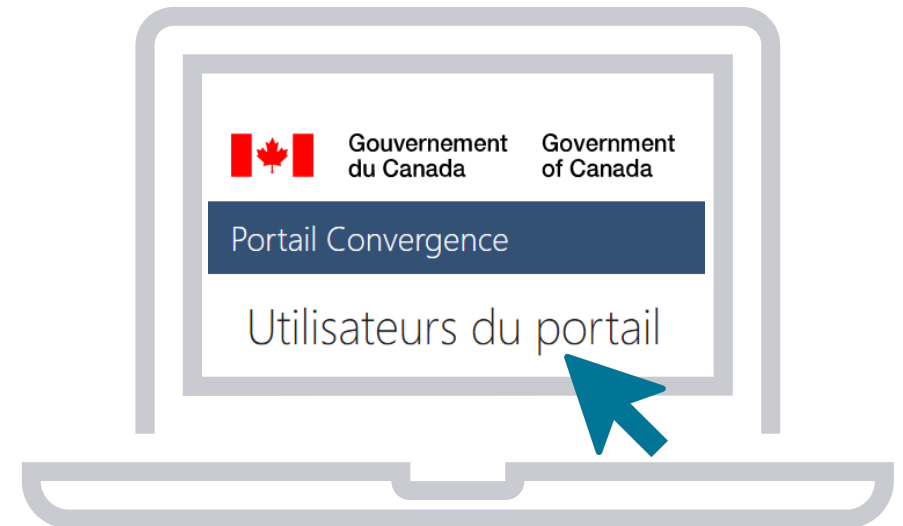 Gouvernement
du Canada
Government
of Canada
Portail Convergence
Utilisateurs du portail